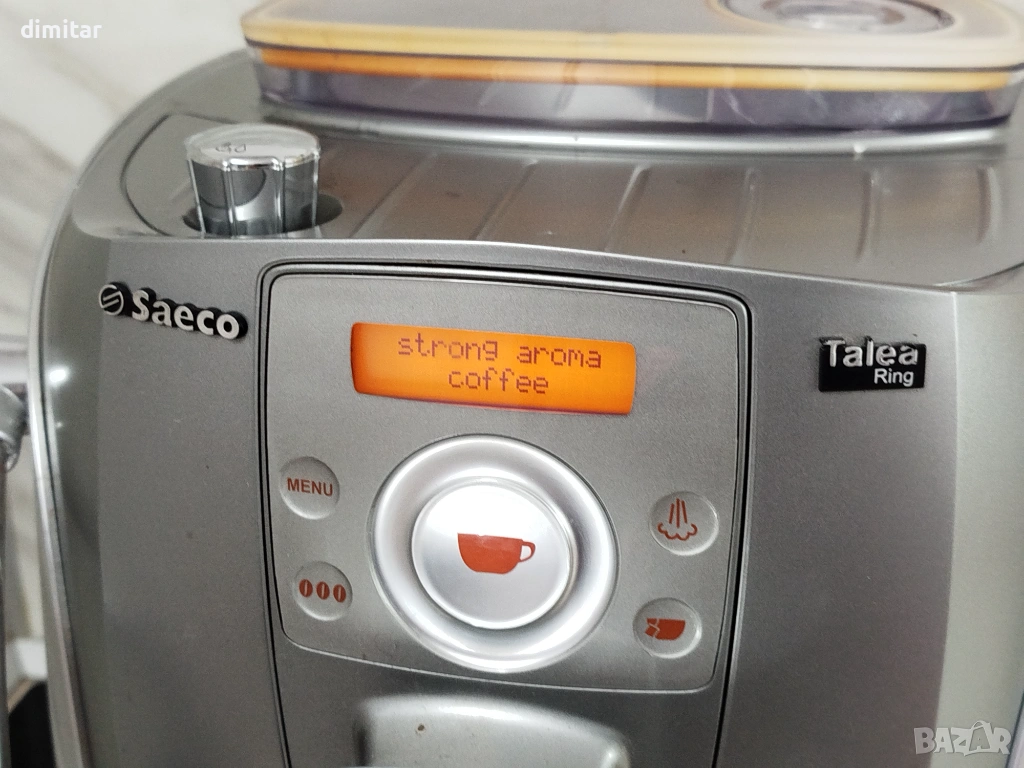 dimitar
Saeco
strong aroma
coffee
Talea
Ring
MENU
BAZAR